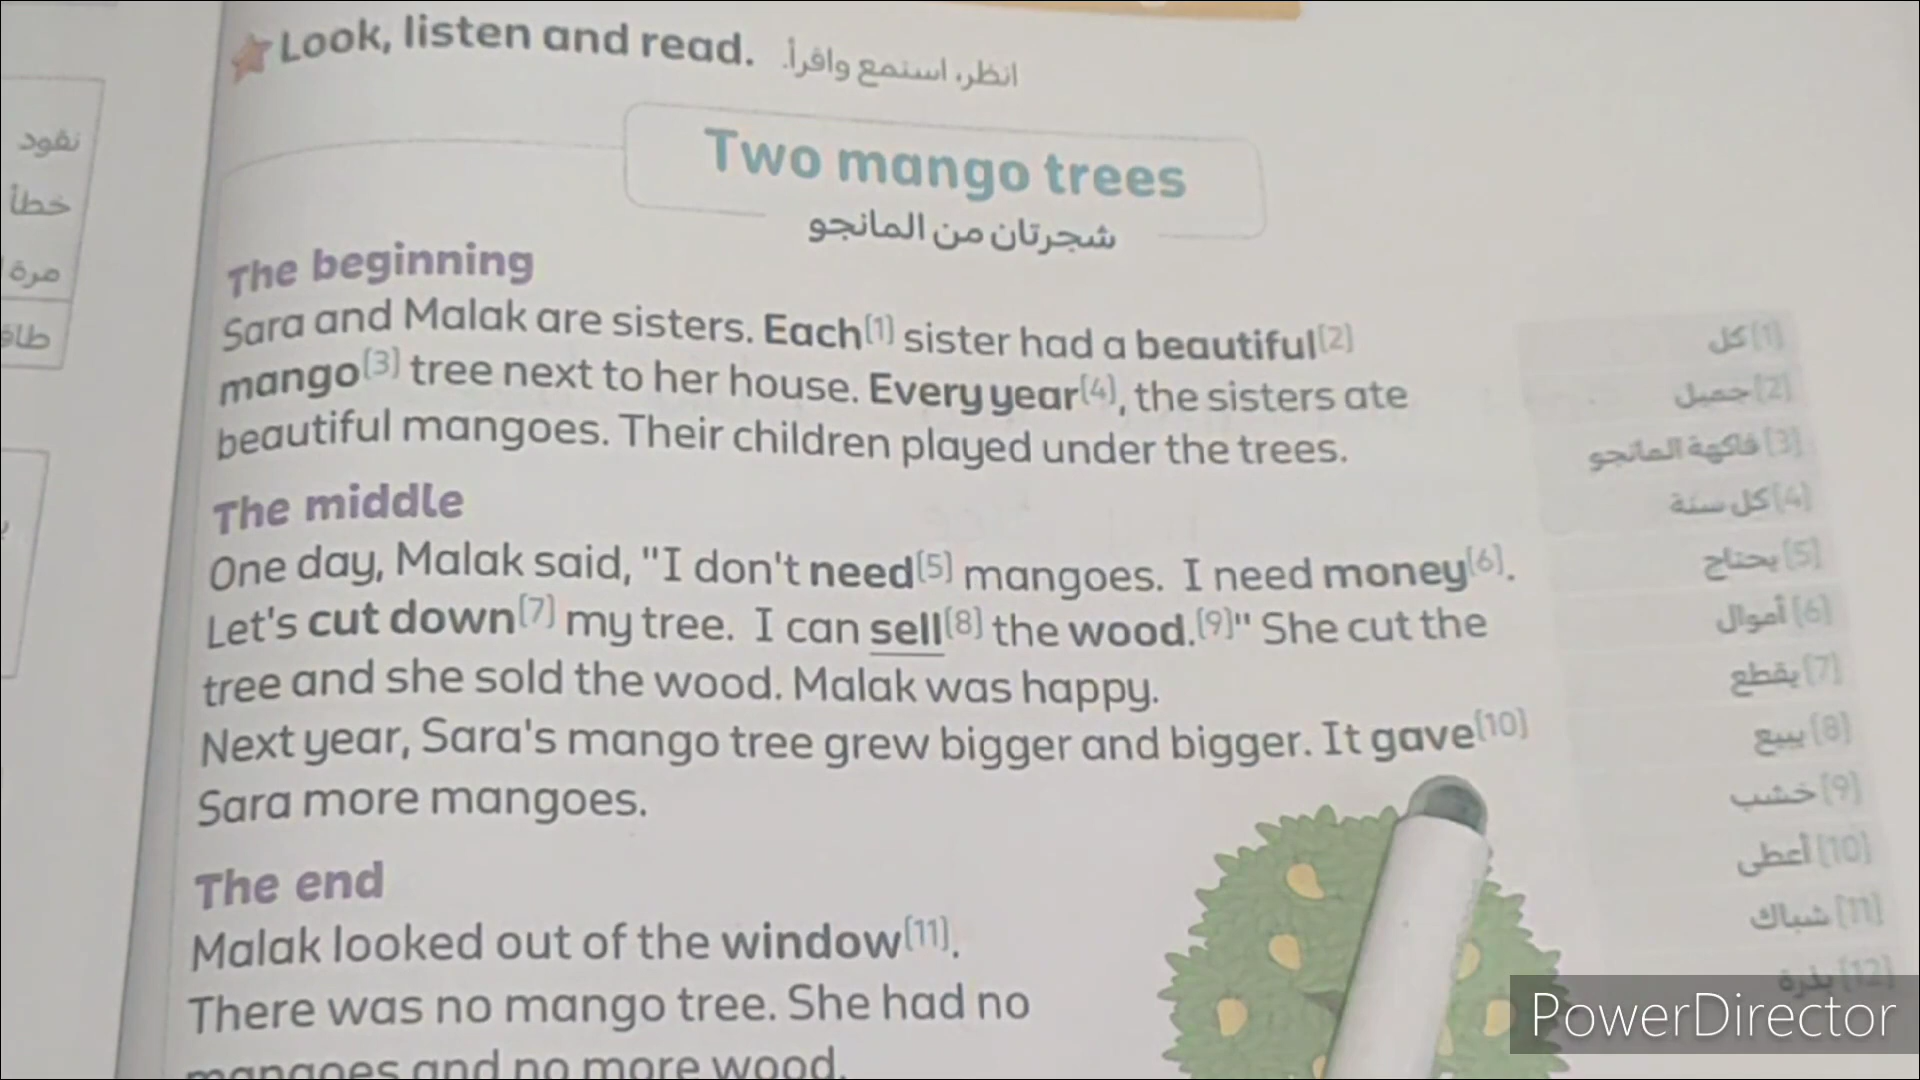 Look, listen and read. انظر، استمع واقرأ.
Two mango trees
شجرتان من المانجو
The beginning
Sara and Malak are sisters. Each[1] sister had a beautiful[2]
mango[3] tree next to her house. Every year[4], the sisters ate
beautiful mangoes. Their children played under the trees.
The middle
One day, Malak said, "I don't need[5] mangoes. I need money[6].
Let's cut down[7] my tree. I can sell[8] the wood.[9]" She cut the
tree and she sold the wood. Malak was happy.
Next year, Sara's mango tree grew bigger and bigger. It gave[10]
Sara more mangoes.
The end
Malak looked out of the window[11].
There was no mango tree. She had no
mangoes and no more wood.
[1] كل
[2] جميل
[3] فاكهة المانجو
[4] كل سنة
[5] يحتاج
[6] أموال
[7] يقطع
[8] يبيع
[9] خشب
[10] أعطى
[11] شباك
[12] بذرة
نقود
خطأ
مرة
PowerDirector